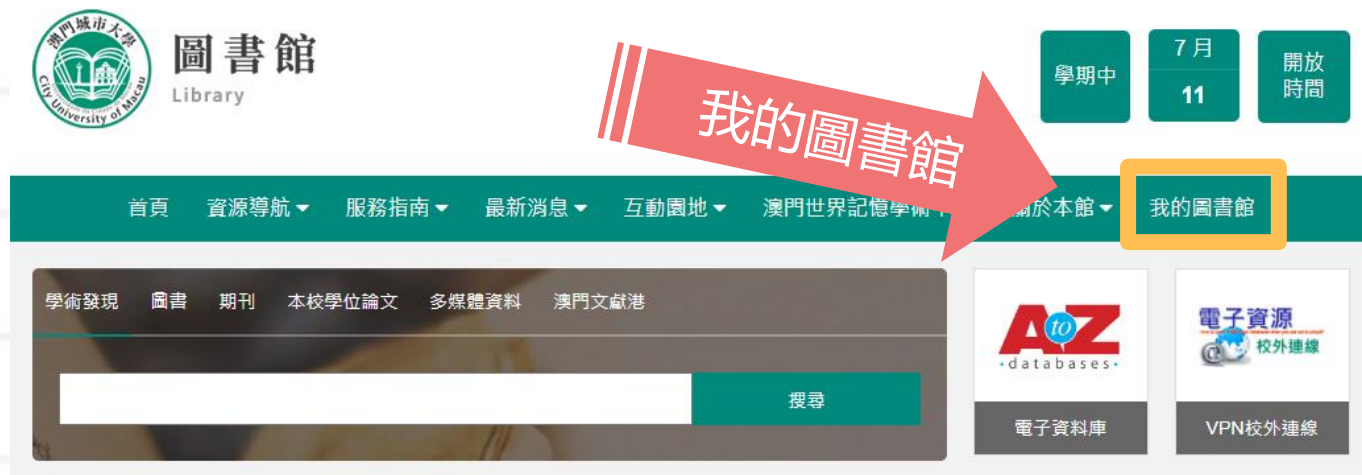 澳門城市大學
City University of Macau
圖書館
Library
我的圖書館
學期中
7月
11
開放
時間
首頁
資源導航
服務指南
最新消息
互動園地
澳門世界記憶學術
於本館
我的圖書館
學術發現
圖書
期刊
本校學位論文
多媒體資料
澳門文獻港
搜尋
A to Z
databases
電子資源
校外連線
電子資料庫
VPN校外連線